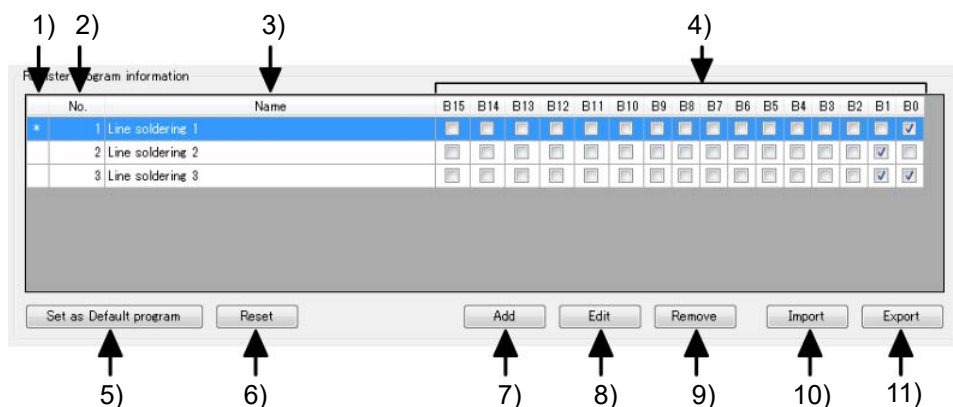 1) 2) 3) 4)
Register program information
No. Name B15 B14 B13 B12 B11 B10 B9 B8 B7 B6 B5 B4 B3 B2 B1 B0
* 1 Line soldering 1
2 Line soldering 2
3 Line soldering 3
Set as Default program Reset Add Edit Remove Import Export
5) 6) 7) 8) 9) 10) 11)